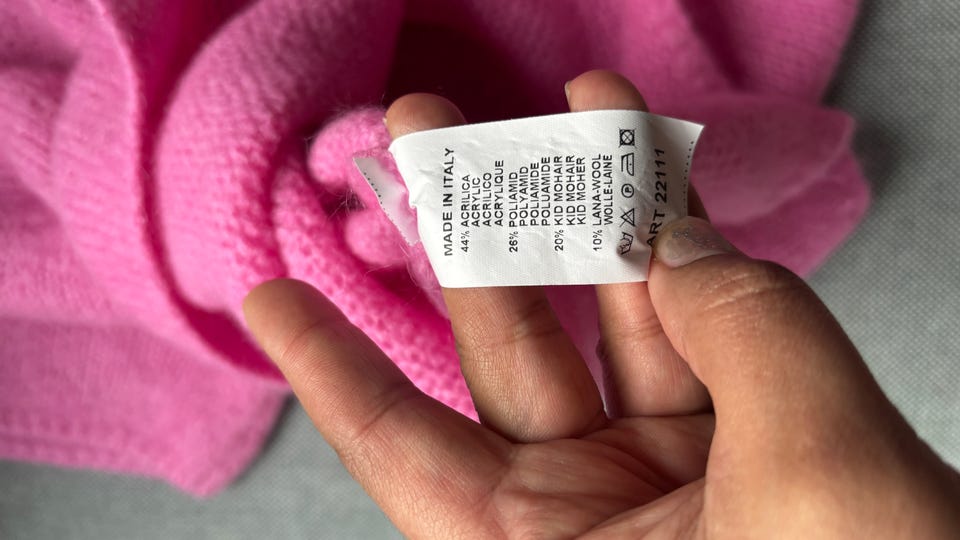 MADE IN ITALY
44% ACRILICA
ACRYLIC
ACRILICO
ACRYLIQUE
26% POLIAMID
POLYAMID
POLIAMIDE
POLUAMIDE
20% KID MOHAIR
KID MOHAIR
KID MOHER
10% LANA-WOOL
WOLLE-LAINE
ART 22111